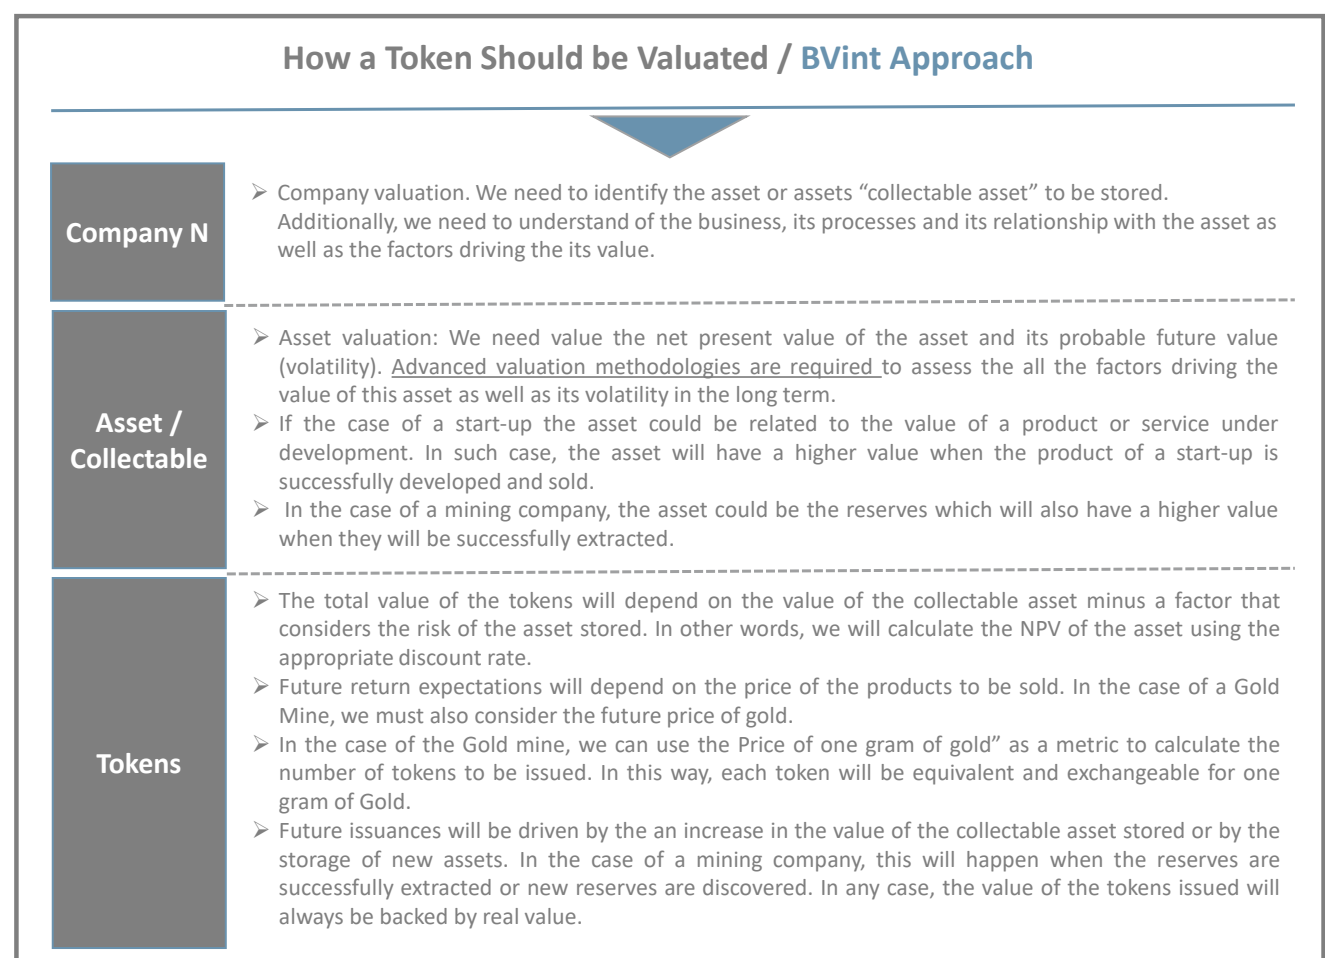 How a Token Should be Valuated / BVint Approach
Company N
➢ Company valuation. We need to identify the asset or assets “collectable asset” to be stored.
Additionally, we need to understand of the business, its processes and its relationship with the asset as
well as the factors driving the its value.
Asset /
Collectable
➢ Asset valuation: We need value the net present value of the asset and its probable future value
(volatility). Advanced valuation methodologies are required to assess the all the factors driving the
value of this asset as well as its volatility in the long term.
➢ If the case of a start-up the asset could be related to the value of a product or service under
development. In such case, the asset will have a higher value when the product of a start-up is
successfully developed and sold.
➢ In the case of a mining company, the asset could be the reserves which will also have a higher value
when they will be successfully extracted.
Tokens
➢ The total value of the tokens will depend on the value of the collectable asset minus a factor that
considers the risk of the asset stored. In other words, we will calculate the NPV of the asset using the
appropriate discount rate.
➢ Future return expectations will depend on the price of the products to be sold. In the case of a Gold
Mine, we must also consider the future price of gold.
➢ In the case of the Gold mine, we can use the Price of one gram of gold” as a metric to calculate the
number of tokens to be issued. In this way, each token will be equivalent and exchangeable for one
gram of Gold.
➢ Future issuances will be driven by the an increase in the value of the collectable asset stored or by the
storage of new assets. In the case of a mining company, this will happen when the reserves are
successfully extracted or new reserves are discovered. In any case, the value of the tokens issued will
always be backed by real value.